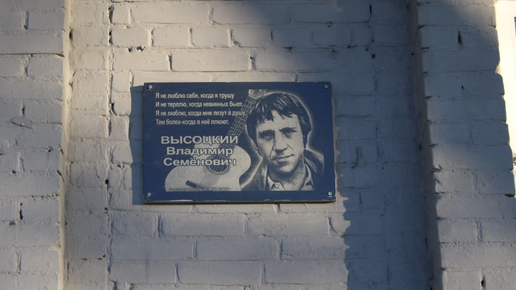 Я не люблю себя, когда я трушу
И не терплю, когда невинных бьют.
Я не люблю, когда мне лезут в душу,
Тем более-когда в неё плюют.
ВЫСОЦКИЙ
Владимир
Семёнович